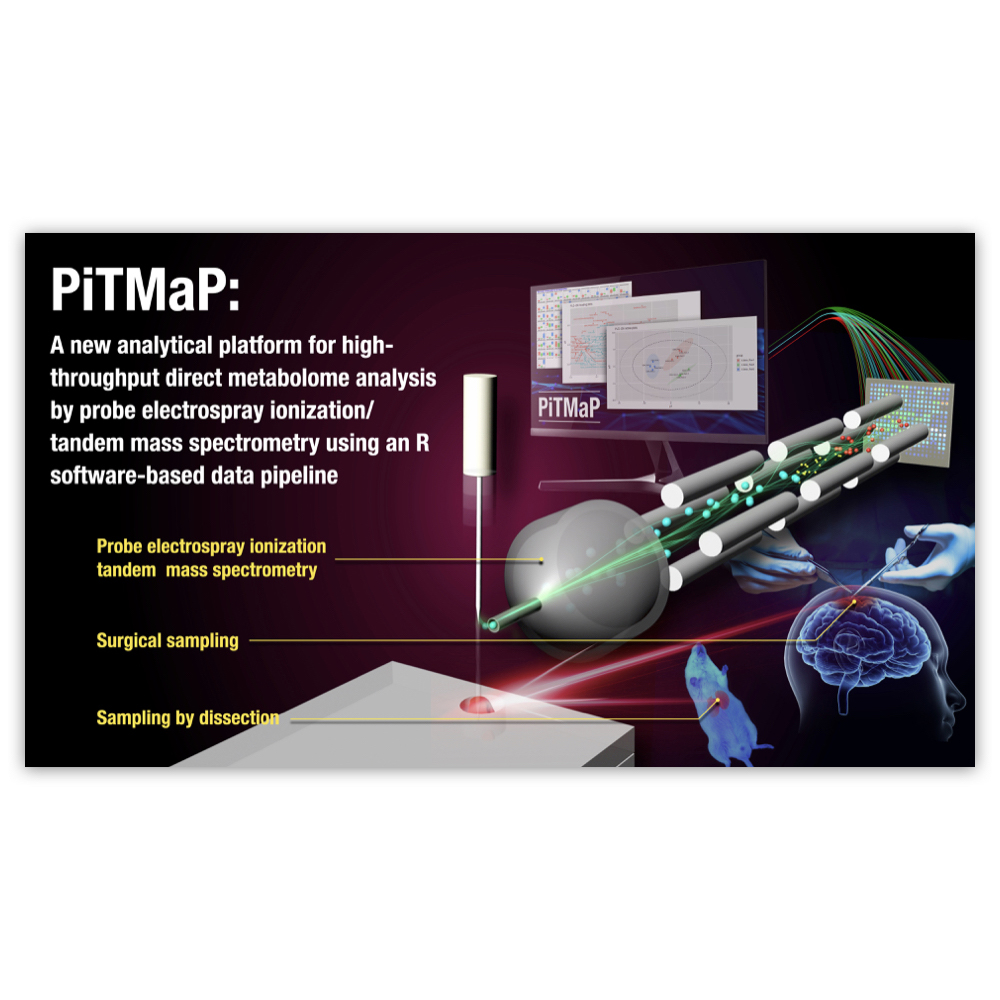 PiTMaP:
A new analytical platform for high-
throughput direct metabolome analysis
by probe electrospray ionization/
tandem mass spectrometry using an R
software-based data pipeline
PiTMaP
Probe electrospray ionization
tandem mass spectrometry
Surgical sampling
Sampling by dissection